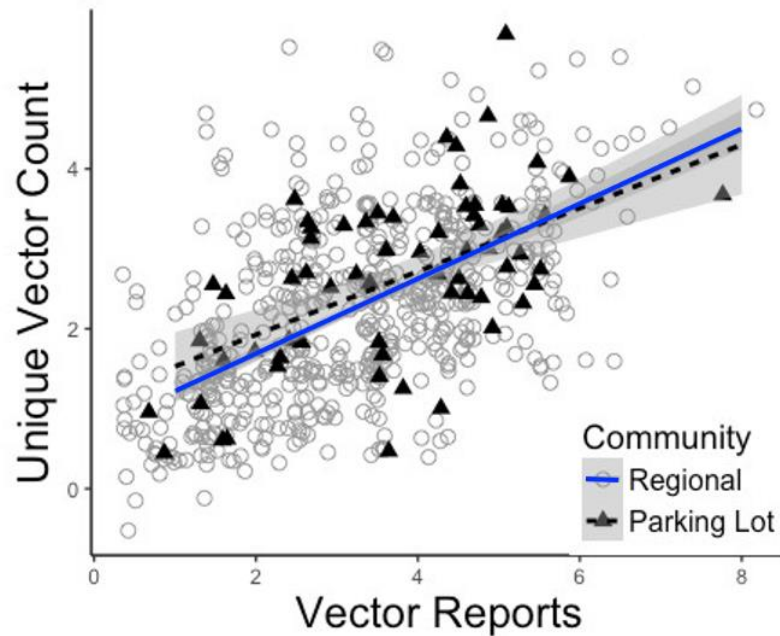 Unique Vector Count
4
2
0
Community
Regional
Parking Lot
0 2 4 6 8
Vector Reports